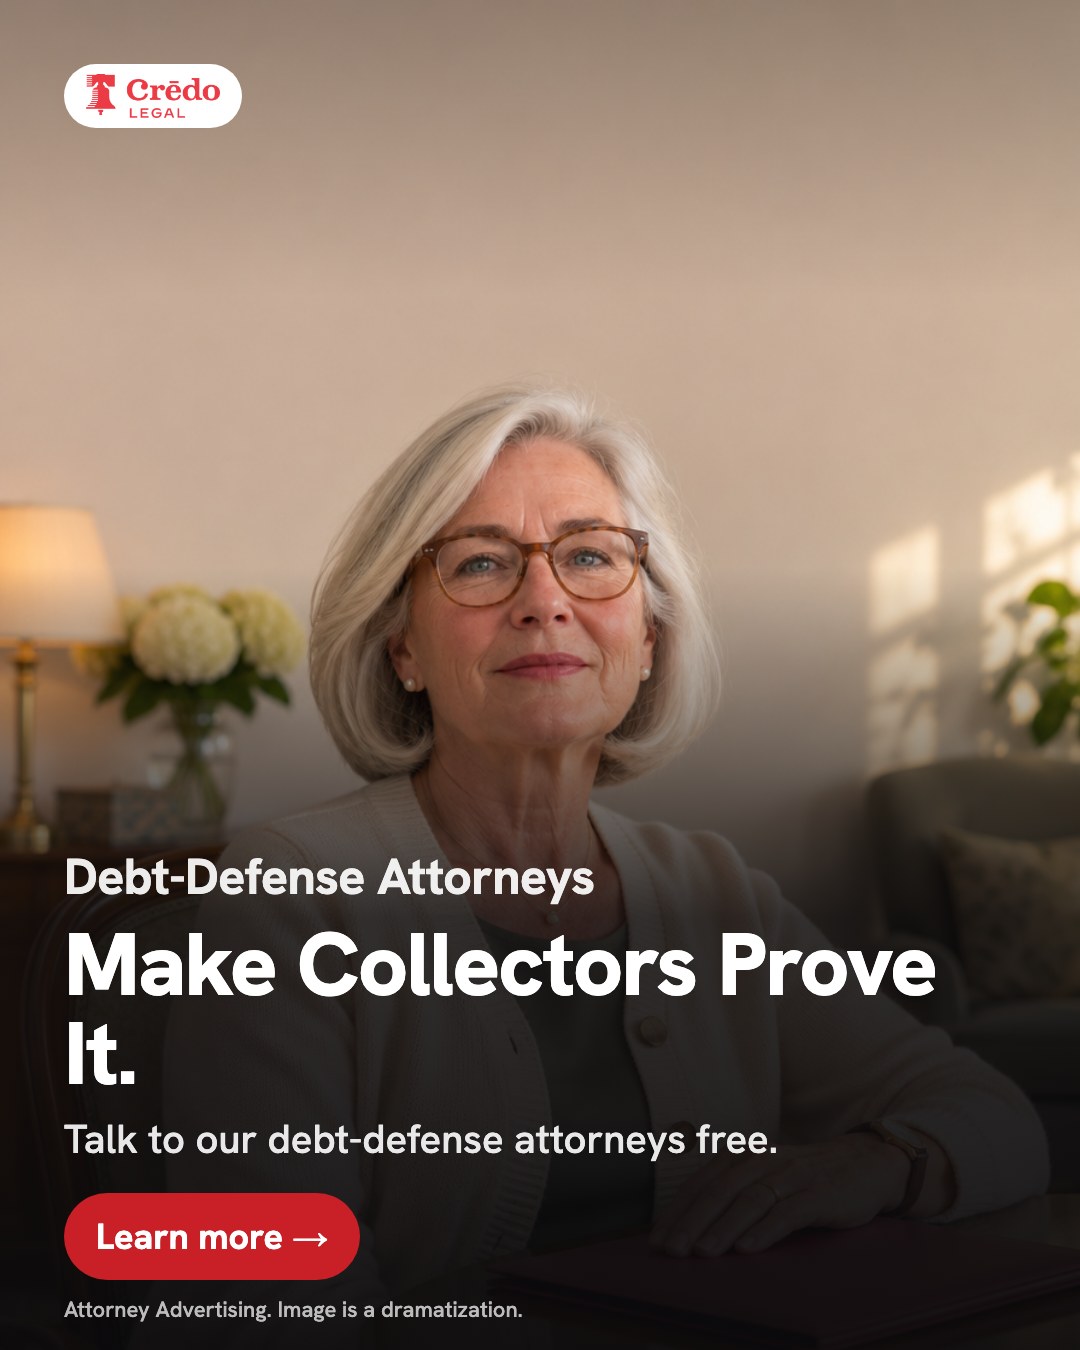 Crēdo
LEGAL
Debt-Defense Attorneys
Make Collectors Prove
It.
Talk to our debt-defense attorneys free.
Learn more →
Attorney Advertising. Image is a dramatization.